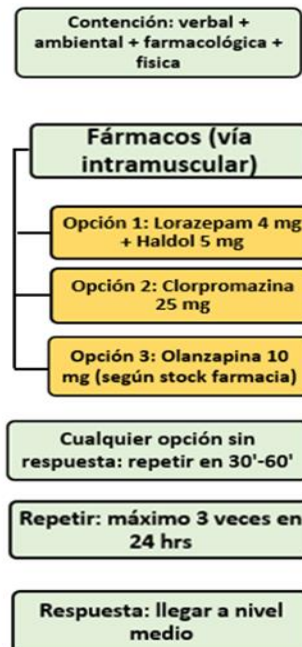 Contención: verbal +
ambiental + farmacológica +
fisica
Fármacos (vía
intramuscular)
Opción 1: Lorazepam 4 mg
+ Haldol 5 mg
Opción 2: Clorpromazina
25 mg
Opción 3: Olanzapina 10
mg (según stock farmacia)
Cualquier opción sin
respuesta: repetir en 30'-60'
Repetir: máximo 3 veces en
24 hrs
Respuesta: llegar a nivel
medio